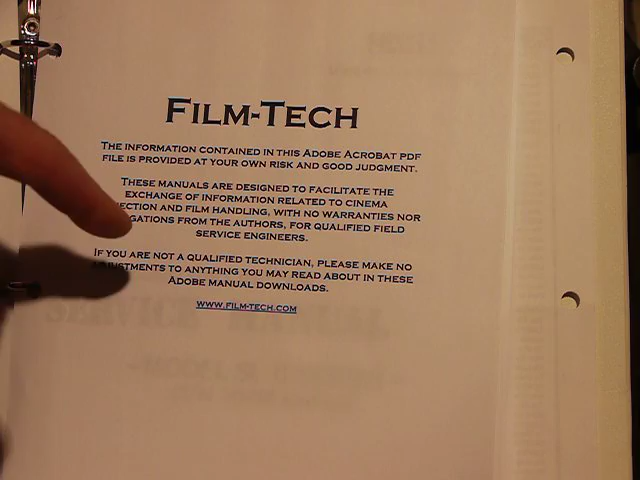 FILM-TECH
THE INFORMATION CONTAINED IN THIS ADOBE ACROBAT PDF
FILE IS PROVIDED AT YOUR OWN RISK AND GOOD JUDGMENT.
THESE MANUALS ARE DESIGNED TO FACILITATE THE
EXCHANGE OF INFORMATION RELATED TO CINEMA
AND FILM HANDLING, WITH NO WARRANTIES NOR
FROM THE AUTHORS, FOR QUALIFIED FIELD
SERVICE ENGINEERS.
IF YOU ARE NOT A QUALIFIED TECHNICIAN, PLEASE MAKE NO
ADJUSTMENTS TO ANYTHING YOU MAY READ ABOUT IN THESE
ADOBE MANUAL DOWNLOADS.
WWW.FILM-TECH.COM